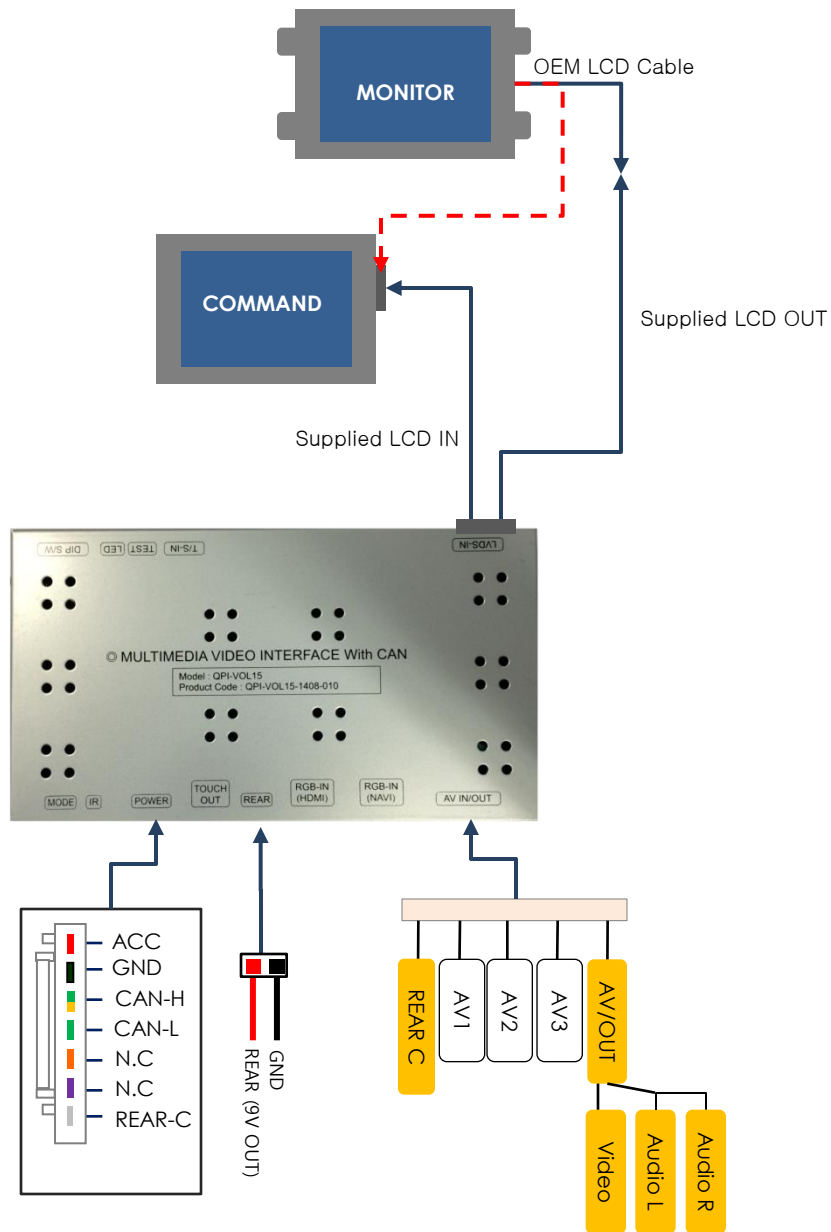 OEM LCD Cable
MONITOR
COMMAND
Supplied LCD OUT
Supplied LCD IN
DIP S/W
LED
TEST
T/S-IN
LVDS-IN
© MULTIMEDIA VIDEO INTERFACE With CAN
Model : QPI-VOL15
Product Code : QPI-VOL15-1408-010
MODE
IR
POWER
TOUCH
OUT
REAR
RGB-IN
(HDMI)
RGB-IN
(NAVI)
AV IN/OUT
ACC
GND
CAN-H
CAN-L
N.C
N.C
REAR-C
REAR (9V OUT)
GND
REAR C
AV1
AV2
AV3
AV/OUT
Video
Audio L
Audio R